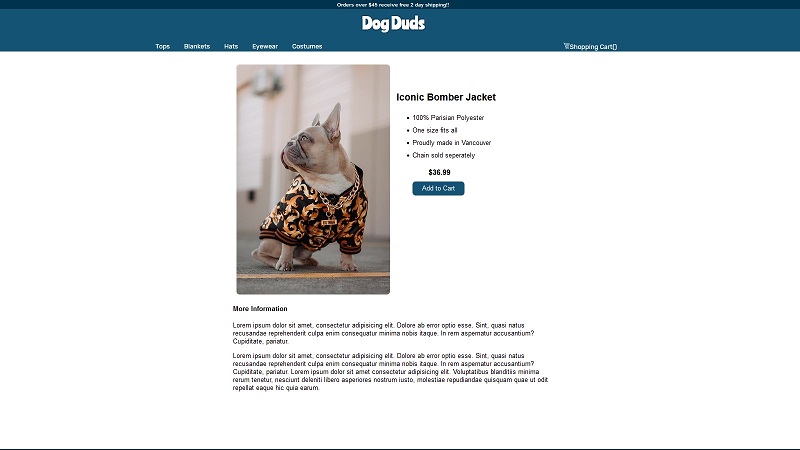 Orders over $45 receive free 2 day shipping!!
Dog Duds
Tops Blankets Hats Eyewear Costumes Shopping Cart()
Iconic Bomber Jacket
• 100% Parisian Polyester
• One size fits all
• Proudly made in Vancouver
• Chain sold seperately
$36.99
Add to Cart
More Information
Lorem ipsum dolor sit amet, consectetur adipisicing elit. Dolore ab error optio esse. Sint, quasi natus
recusandae reprehenderit culpa enim consequatur minima nobis itaque. In rem aspernatur accusantium?
Cupiditate, pariatur.
Lorem ipsum dolor sit amet, consectetur adipisicing elit. Dolore ab error optio esse. Sint, quasi natus
recusandae reprehenderit culpa enim consequatur minima nobis itaque. In rem aspernatur accusantium?
Cupiditate, pariatur. Lorem ipsum dolor sit amet consectetur adipisicing elit. Voluptatibus blanditiis minima
rerum tenetur, nesciunt deleniti libero asperiores nostrum iusto, molestiae repudiandae quisquam quae ut odit
repellat eaque hic quia earum.